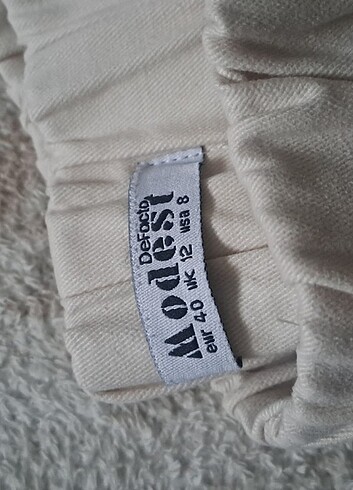 DeFacto
Modest
eur 40 uk 12 usa 8